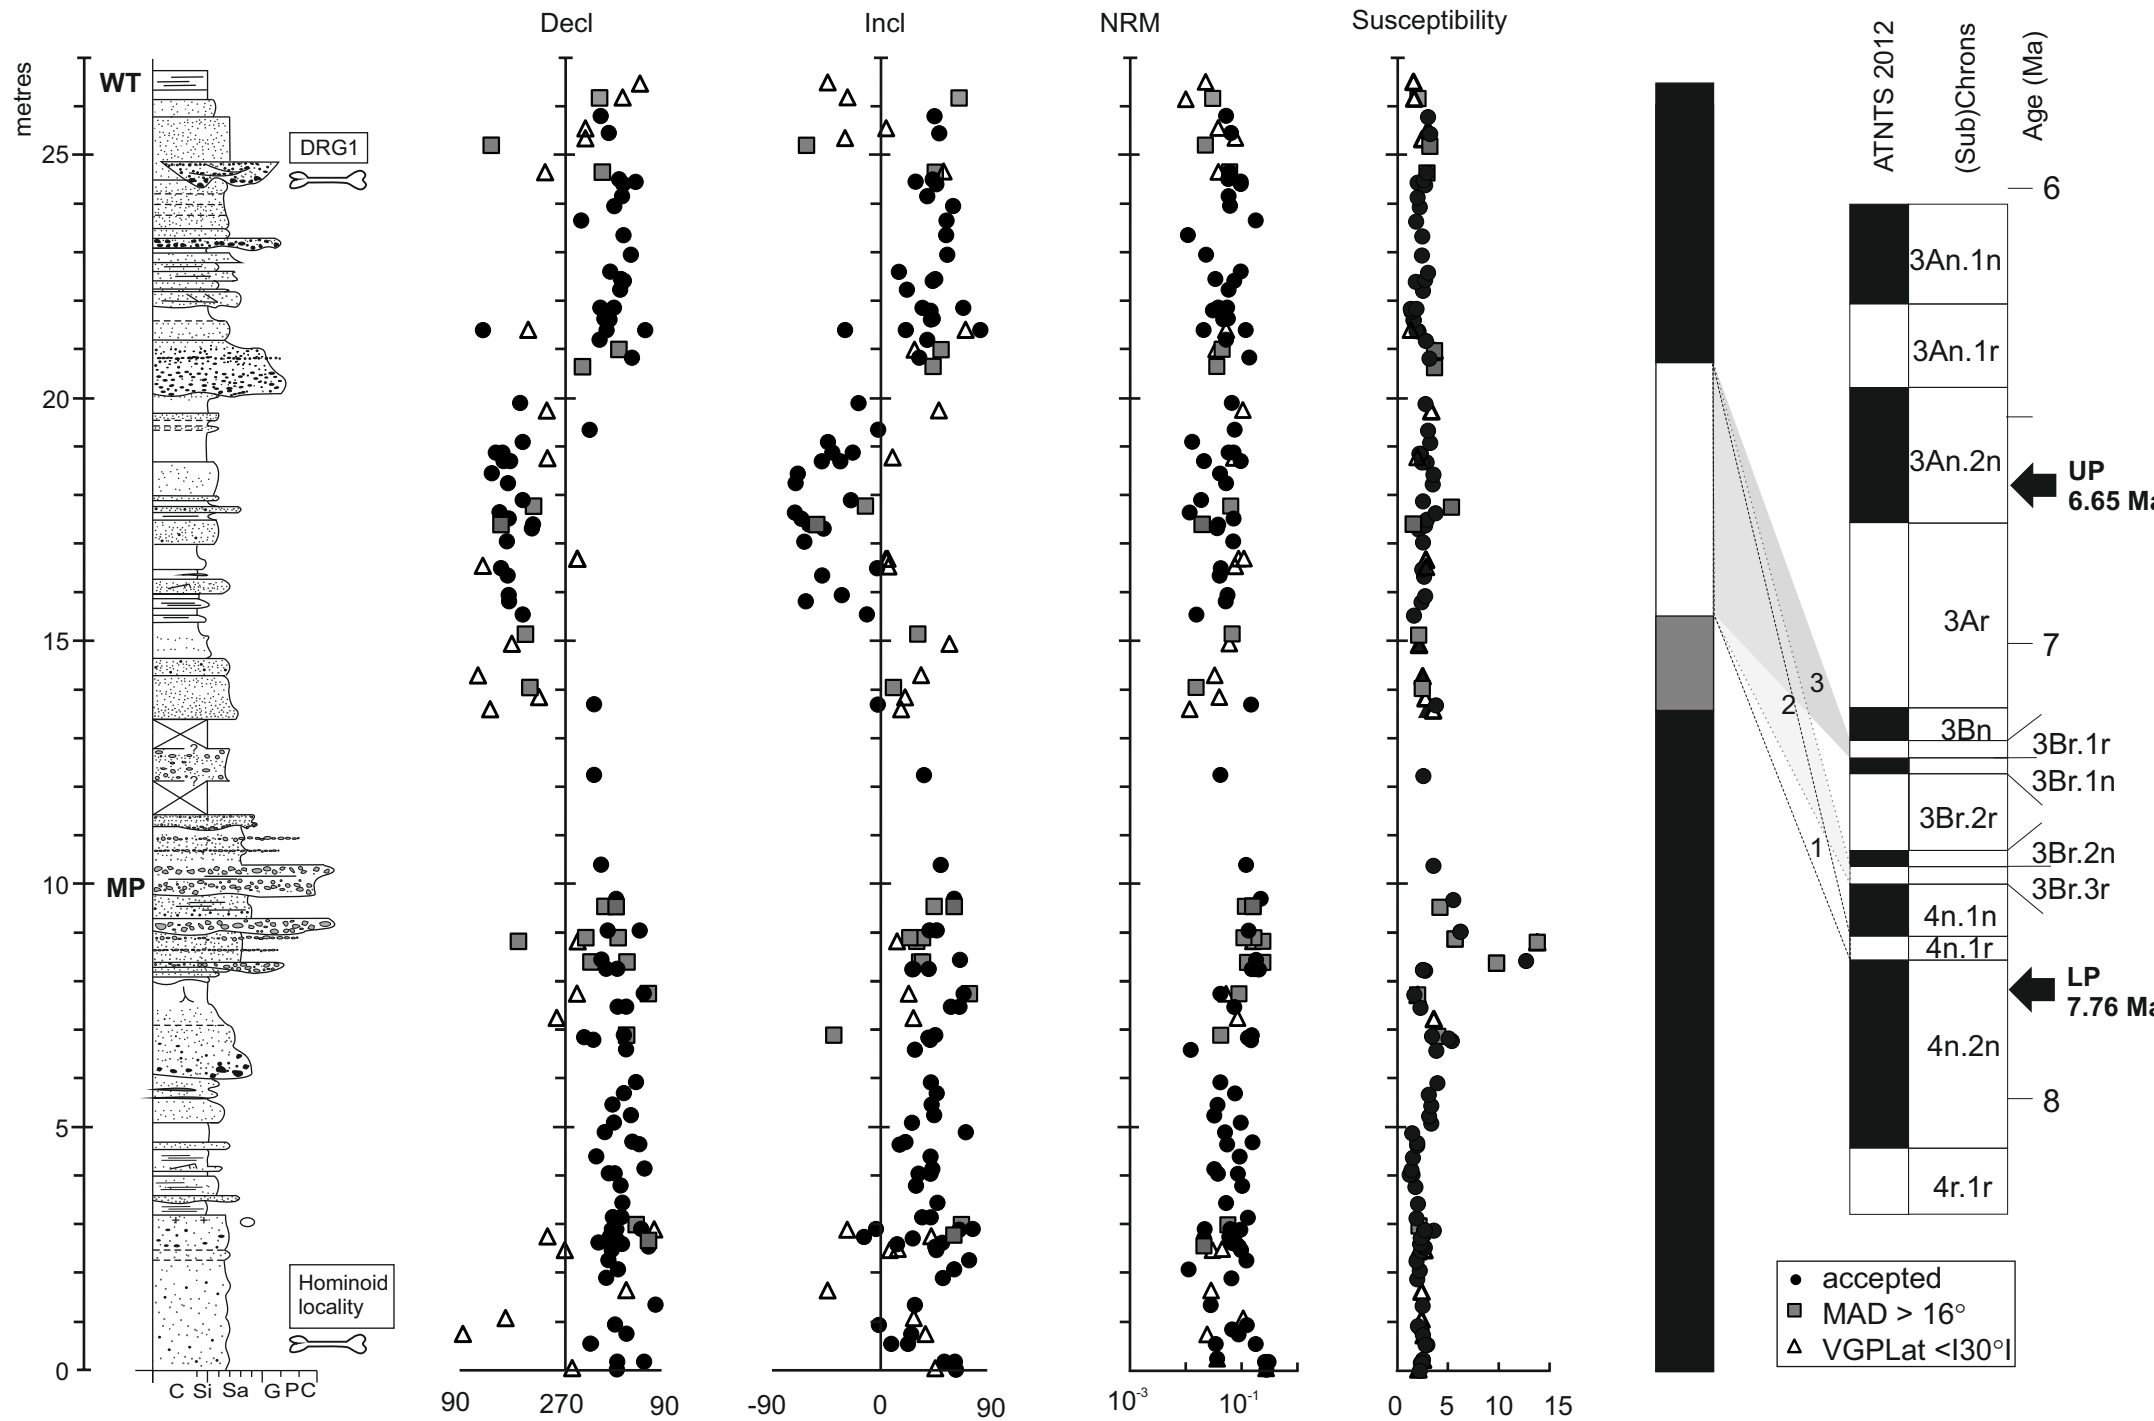 Decl
Incl
NRM
Susceptibility
metres
WT
25
20
15
10
MP
5
0
DRG1
Hominoid
locality
?
?
C Si Sa G PC
90 270 90
-90 0 90
10-3 10-1
0 5 10 15
1
2
3
ATNTS 2012
(Sub)Chrons
Age (Ma)
6
7
8
3An.1n
3An.1r
3An.2n
3Ar
3Bn
3Br.1r
3Br.1n
3Br.2r
3Br.2n
3Br.3r
4n.1n
4n.1r
4n.2n
4r.1r
UP
6.65 Ma
LP
7.76 Ma
accepted
MAD > 16°
VGPLat <I30°I